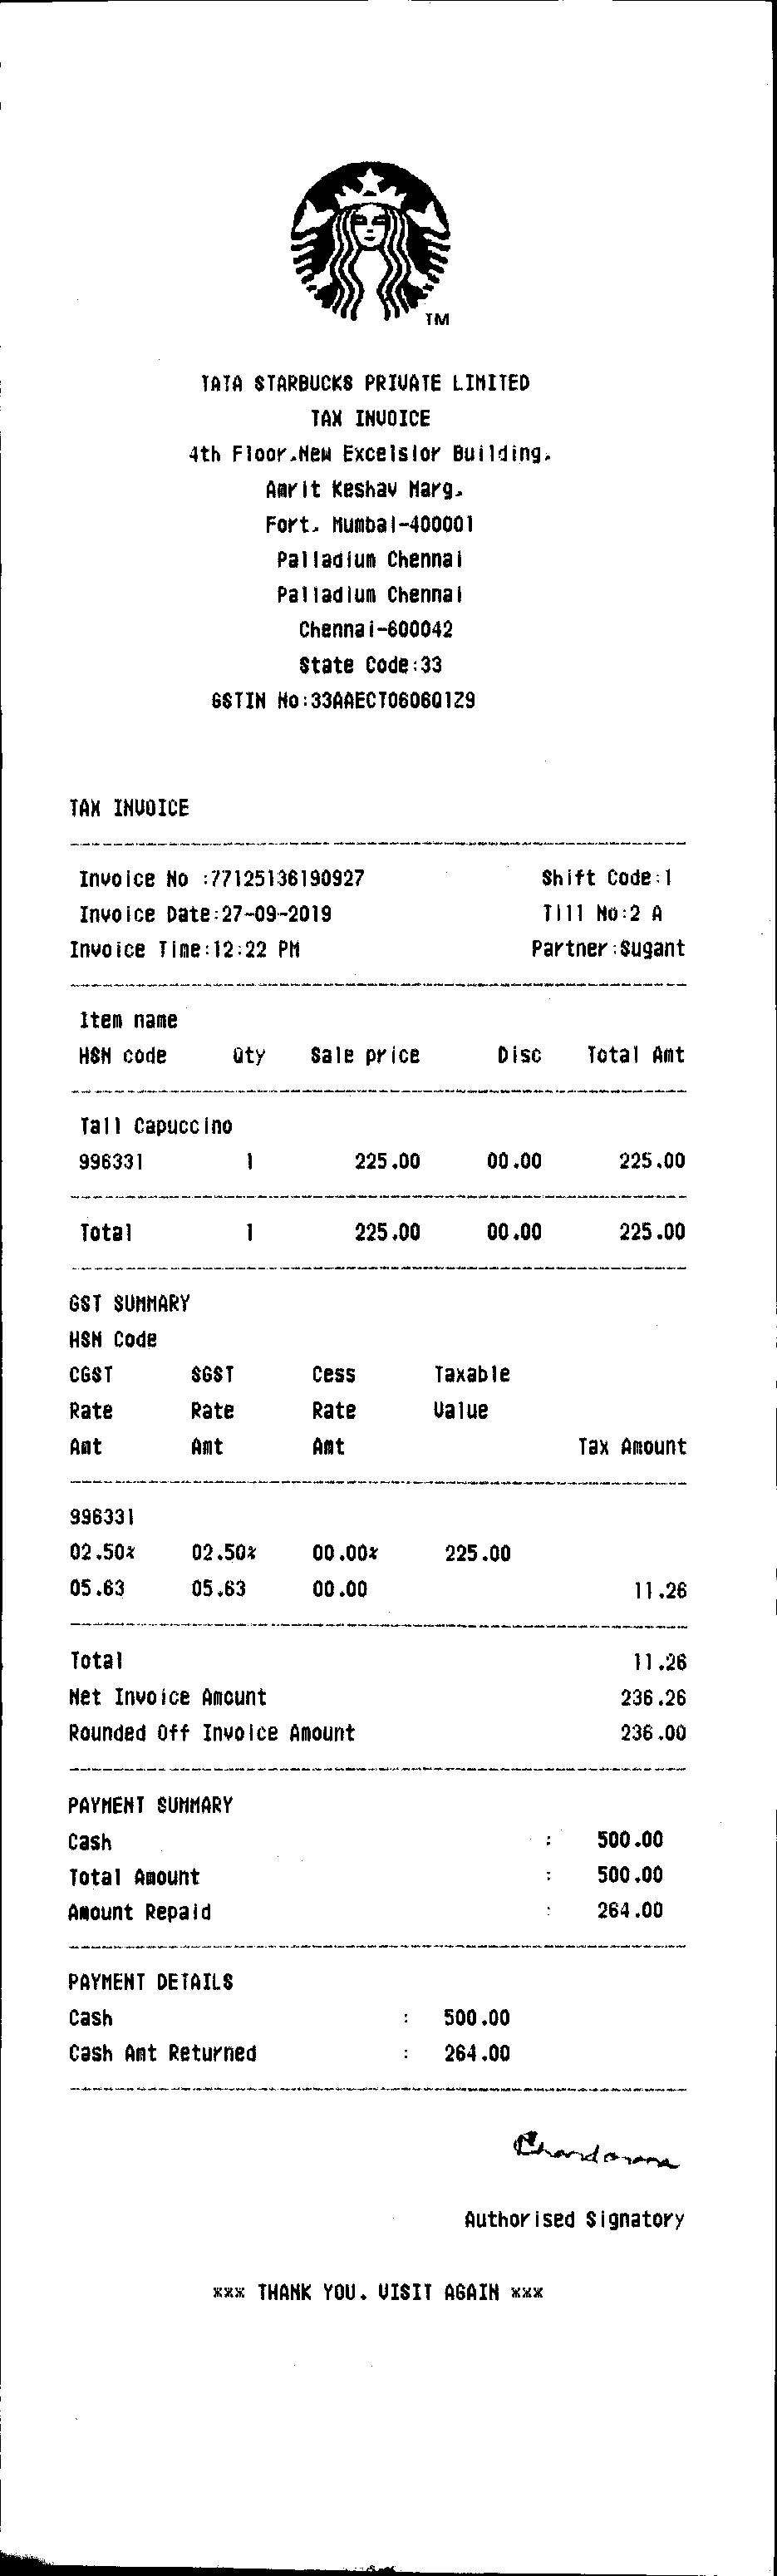 TM
TATA STARBUCKS PRIVATE LIMITED
TAX INVOICE
4th Floor,New Excelsior Building,
Amrit Keshav Marg,
Fort, Mumbai-400001
Palladium Chennai
Palladium Chennai
Chennai-600042
State Code:33
GSTIN No:33AAECT0606Q1Z9
TAX INVOICE
Invoice No :77125136190927 Shift Code:1
Invoice Date:27-09-2019 Till No:2 A
Invoice Time:12:22 PM Partner:Sugant
Item name
HSN code Qty Sale price Disc Total Amt
Tall Capuccino
996331 1 225.00 00.00 225.00
Total 1 225.00 00.00 225.00
GST SUMMARY
HSN Code
CGST SGST Cess Taxable
Rate Rate Rate Value
Amt Amt Amt Tax Amount
996331
02.50% 02.50% 00.00% 225.00
05.63 05.63 00.00 11.26
Total 11.26
Net Invoice Amount 236.26
Rounded Off Invoice Amount 236.00
PAYMENT SUMMARY
Cash : 500.00
Total Amount : 500.00
Amount Repaid : 264.00
PAYMENT DETAILS
Cash : 500.00
Cash Amt Returned : 264.00
Authorised Signatory
*** THANK YOU. VISIT AGAIN ***